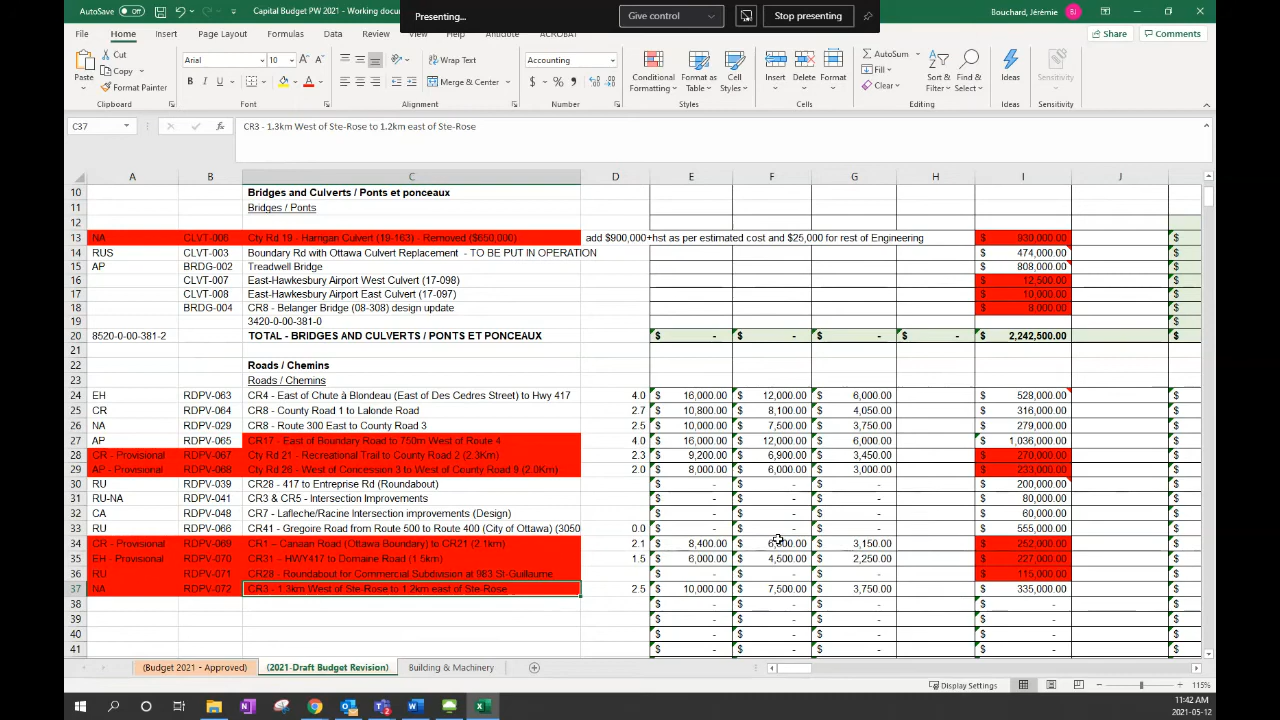 AutoSave Off Capital Budget PW 2021 - Working docum Presenting... Give control Stop presenting Bouchard, Jérémie BJ
File Home Insert Page Layout Formulas Data Antidote ACROBAT Share Comments
Paste Cut Copy Format Painter Arial 10 Wrap Text Merge & Center Accounting Conditional Formatting Format as Table Cell Styles Insert Delete Format AutoSum Fill Clear Sort & Filter Find & Select Ideas Sensitivity
Clipboard Font Alignment Number Styles Cells Editing Ideas Sensitivity
C37 fx CR3 - 1.3km West of Ste-Rose to 1.2km east of Ste-Rose
A B C D E F G H I J
10 Bridges and Culverts / Ponts et ponceaux
11 Bridges / Ponts
12
13 NA CLVT-006 Cty Rd 19 - Harrigan Culvert (19-163) - Removed ($650,000) add $900,000+hst as per estimated cost and $25,000 for rest of Engineering $ 930,000.00 $
14 RUS CLVT-003 Boundary Rd with Ottawa Culvert Replacement - TO BE PUT IN OPERATION $ 474,000.00 $
15 AP BRDG-002 Treadwell Bridge $ 808,000.00 $
16 CLVT-007 East-Hawkesbury Airport West Culvert (17-098) $ 12,500.00 $
17 CLVT-008 East-Hawkesbury Airport East Culvert (17-097) $ 10,000.00 $
18 BRDG-004 CR8 - Belanger Bridge (08-308) design update $ 8,000.00 $
19 3420-0-00-381-0 $
20 8520-0-00-381-2 TOTAL - BRIDGES AND CULVERTS / PONTS ET PONCEAUX $ - $ - $ - $ - $ 2,242,500.00 $
21
22 Roads / Chemins
23 Roads / Chemins
24 EH RDPV-063 CR4 - East of Chute à Blondeau (East of Des Cedres Street) to Hwy 417 4.0 $ 16,000.00 $ 12,000.00 $ 6,000.00 $ 528,000.00 $
25 CR RDPV-064 CR8 - County Road 1 to Lalonde Road 2.7 $ 10,800.00 $ 8,100.00 $ 4,050.00 $ 316,000.00 $
26 NA RDPV-029 CR8 - Route 300 East to County Road 3 2.5 $ 10,000.00 $ 7,500.00 $ 3,750.00 $ 279,000.00 $
27 AP RDPV-065 CR17 - East of Boundary Road to 750m West of Route 4 4.0 $ 16,000.00 $ 12,000.00 $ 6,000.00 $ 1,036,000.00 $
28 CR - Provisional RDPV-067 Cty Rd 21 - Recreational Trail to County Road 2 (2.3Km) 2.3 $ 9,200.00 $ 6,900.00 $ 3,450.00 $ 270,000.00 $
29 AP - Provisional RDPV-068 Cty Rd 26 - West of Concession 3 to West of County Road 9 (2.0Km) 2.0 $ 8,000.00 $ 6,000.00 $ 3,000.00 $ 233,000.00 $
30 RU RDPV-039 CR28 - 417 to Entreprise Rd (Roundabout) $ - $ - $ - $ 200,000.00 $
31 RU-NA RDPV-041 CR3 & CR5 - Intersection Improvements $ - $ - $ - $ 80,000.00 $
32 CA RDPV-048 CR7 - Lafleche/Racine Intersection improvements (Design) $ - $ - $ - $ 60,000.00 $
33 RU RDPV-066 CR41 - Gregoire Road from Route 500 to Route 400 (City of Ottawa) (3050 0.0 $ - $ - $ - $ 555,000.00 $
34 CR - Provisional RDPV-069 CR1 – Canaan Road (Ottawa Boundary) to CR21 (2.1km) 2.1 $ 8,400.00 $ $ 3,150.00 $ 252,000.00 $
35 EH - Provisional RDPV-070 CR31 – HWY417 to Domaine Road (1.5km) 1.5 $ 6,000.00 $ 4,500.00 $ 2,250.00 $ 227,000.00 $
36 RU RDPV-071 CR28 - Roundabout for Commercial Subdivision at 983 St-Guillaume $ - $ - $ - $ 115,000.00 $
37 NA RDPV-072 CR3 - 1.3km West of Ste-Rose to 1.2km east of Ste-Rose 2.5 $ 10,000.00 $ 7,500.00 $ 3,750.00 $ 335,000.00 $
38 $ - $ - $ - $ - $
39 $ - $ - $ - $ - $
40 $ - $ - $ - $ - $
41 $ - $ - $ - $ - $
(Budget 2021 - Approved) (2021-Draft Budget Revision) Building & Machinery
Display Settings 115%
11:42 AM
2021-05-12